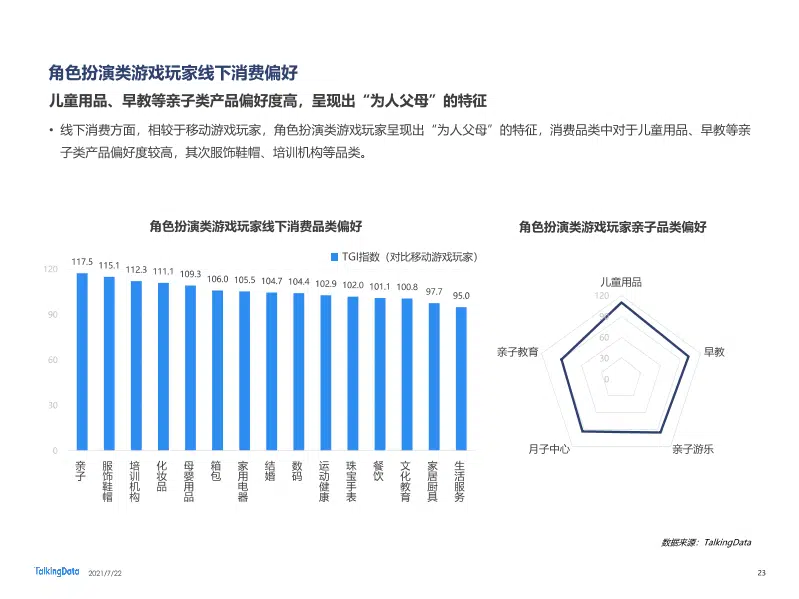 角色扮演类游戏玩家线下消费偏好
儿童用品、早教等亲子类产品偏好度高，呈现出“为人父母”的特征
• 线下消费方面，相较于移动游戏玩家，角色扮演类游戏玩家呈现出“为人父母”的特征，消费品类中对于儿童用品、早教等亲
子类产品偏好度较高，其次服饰鞋帽、培训机构等品类。
角色扮演类游戏玩家线下消费品类偏好
TGI指数（对比移动游戏玩家）
120
90
60
30
0
117.5 115.1 112.3 111.1 109.3 106.0 105.5 104.7 104.4 102.9 102.0 101.1 100.8 97.7 95.0
亲子
服饰鞋帽
培训机构
化妆品
母婴用品
箱包
家用电器
结婚
数码
运动健康
珠宝手表
餐饮
文化教育
家居厨具
生活服务
角色扮演类游戏玩家亲子品类偏好
儿童用品
120
90
60
30
0
亲子教育
早教
月子中心
亲子游乐
数据来源：TalkingData
TalkingData
2021/7/22
23